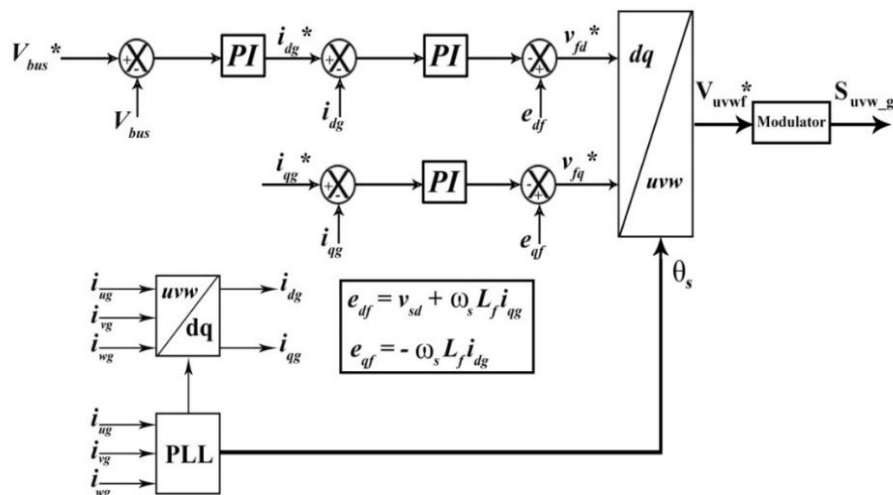 V_bus* + - PI i_dg* + - PI - + v_fd*
V_bus i_dg e_df
dq
V_uvwf* Modulator S_uvw_g
i_qg* + - PI - + v_fq*
uvw
i_qg e_qf
θ_s
i_ug uvw i_dg
i_vg
i_wg dq i_qg
e_df = v_sd + ω_s L_f i_qg
e_qf = - ω_s L_f i_dg
i_ug
i_vg PLL
i_wg